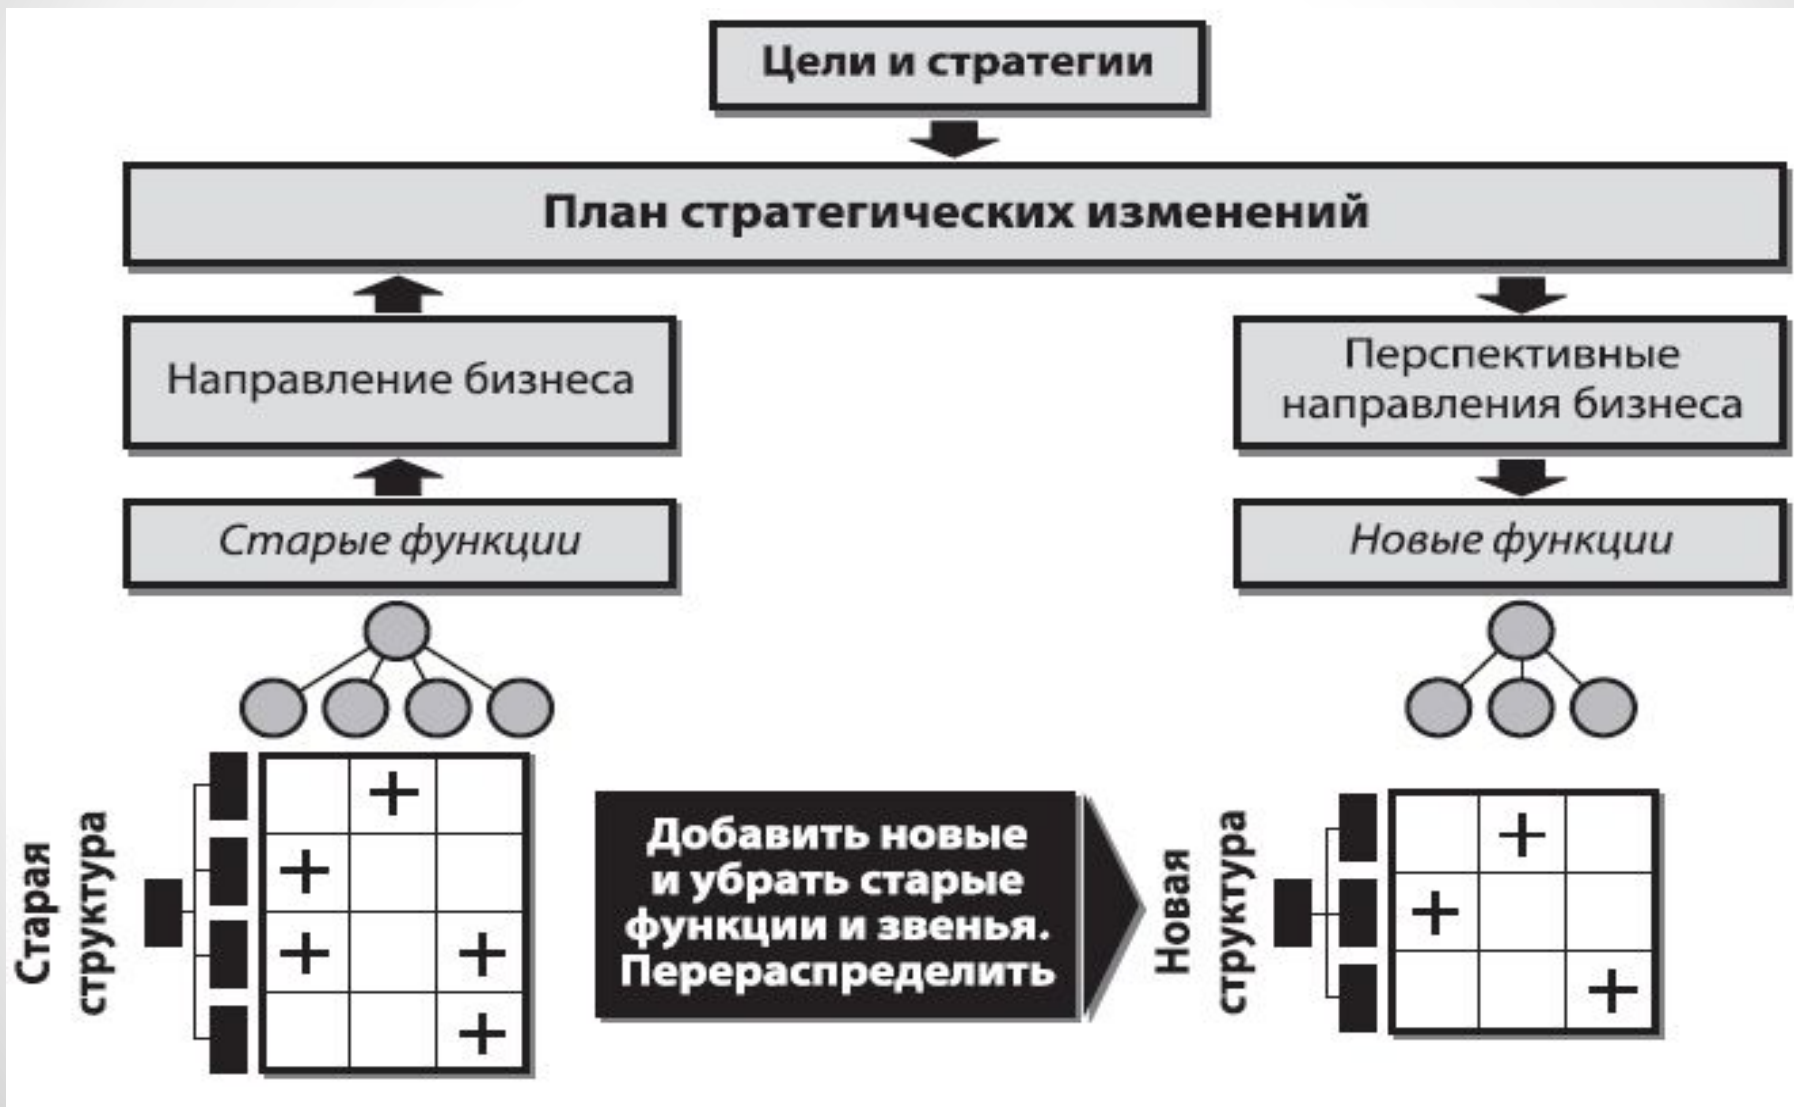 Цели и стратегии
План стратегических изменений
Направление бизнеса
Перспективные
направления бизнеса
Старые функции
Новые функции
Старая
структура
+
+
+ +
+
Добавить новые
и убрать старые
функции и звенья.
Перераспределить
Новая
структура
+
+
+